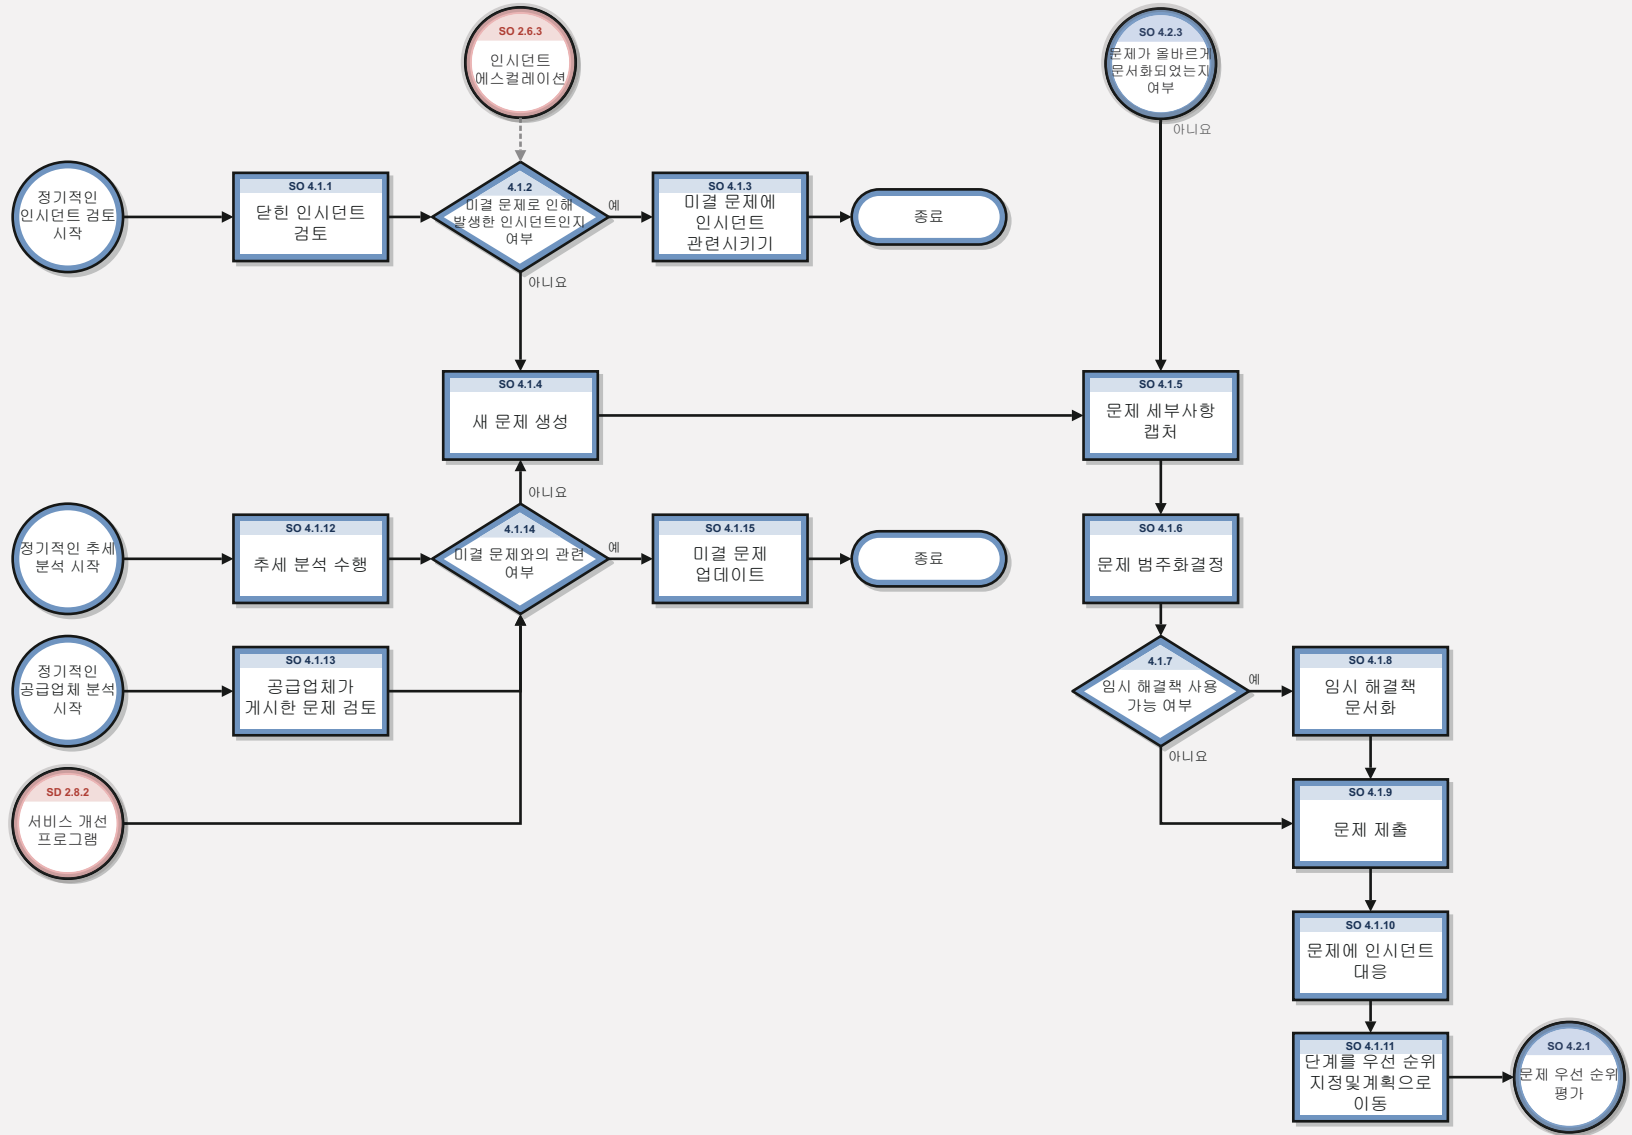 SO 2.6.3
인시던트
에스컬레이션
SO 4.2.3
문제가 올바르게
문서화되었는지
여부
아니요
정기적인
인시던트 검토
시작
SO 4.1.1
닫힌 인시던트
검토
4.1.2
미결 문제로 인해
발생한 인시던트인지
여부
예
SO 4.1.3
미결 문제에
인시던트
관련시키기
종료
아니요
SO 4.1.4
새 문제 생성
SO 4.1.5
문제 세부사항
캡처
아니요
정기적인 추세
분석 시작
SO 4.1.12
추세 분석 수행
4.1.14
미결 문제와의 관련
여부
예
SO 4.1.15
미결 문제
업데이트
종료
SO 4.1.6
문제 범주화결정
정기적인
공급업체 분석
시작
SO 4.1.13
공급업체가
게시한 문제 검토
4.1.7
임시 해결책 사용
가능 여부
예
SO 4.1.8
임시 해결책
문서화
아니요
SD 2.8.2
서비스 개선
프로그램
SO 4.1.9
문제 제출
SO 4.1.10
문제에 인시던트
대응
SO 4.1.11
단계를 우선 순위
지정및계획으로
이동
SO 4.2.1
문제 우선 순위
평가